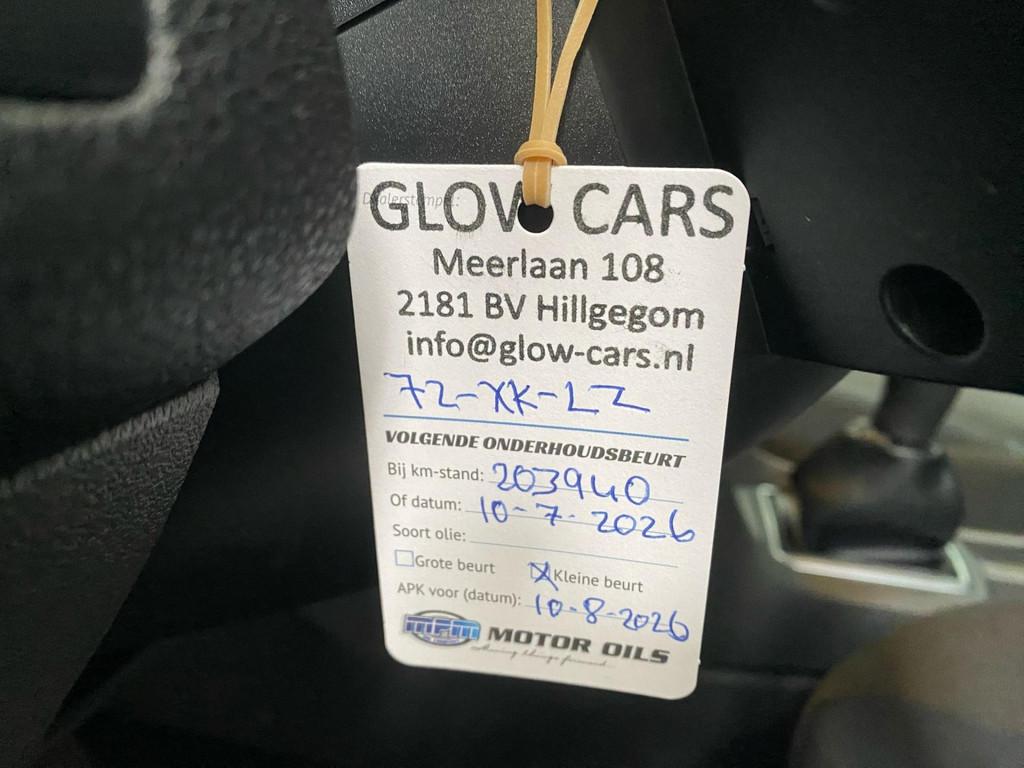 Dealerstempel:
GLOW CARS
Meerlaan 108
2181 BV Hillgegom
info@glow-cars.nl
72-XK-LZ
VOLGENDE ONDERHOUDSBEURT
Bij km-stand: 203940
Of datum: 10-7-2026
Soort olie:
Grote beurt Kleine beurt
APK voor (datum): 10-8-2026
MPM MOTOR OILS